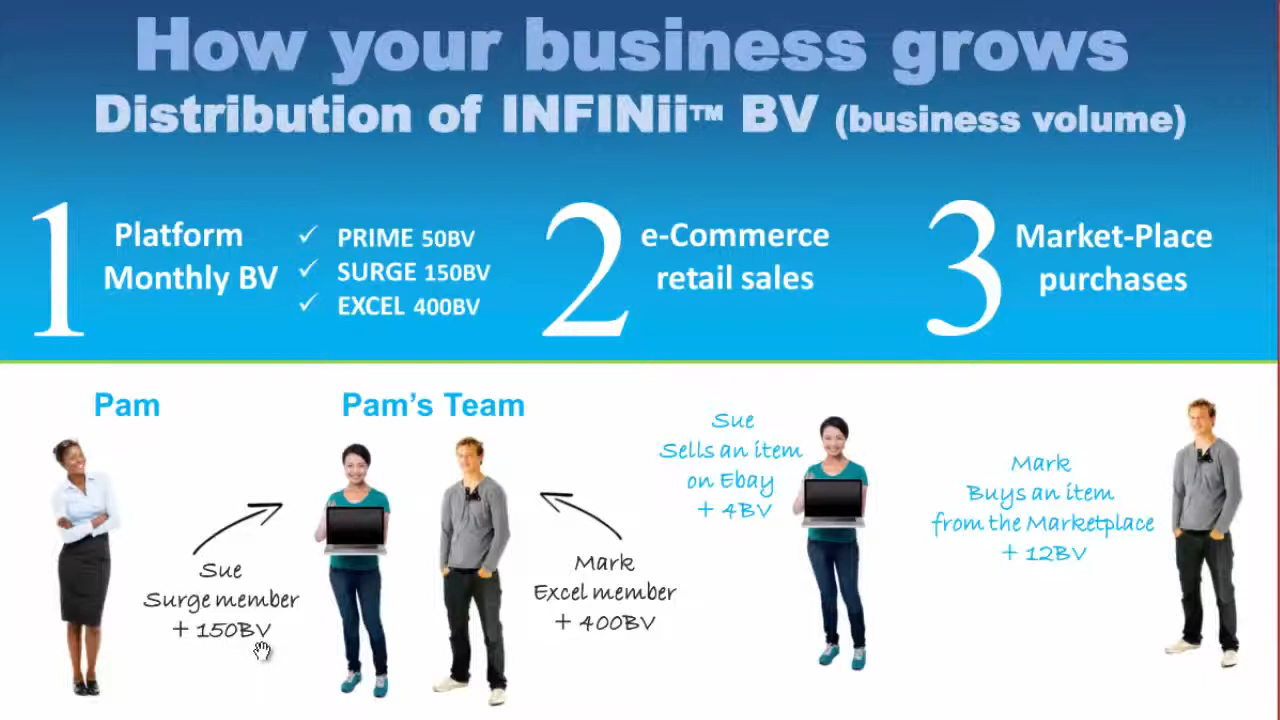 How your business grows
Distribution of INFINii™ BV (business volume)
1
Platform
Monthly BV
✓ PRIME 50BV
✓ SURGE 150BV
✓ EXCEL 400BV
2
e-Commerce
retail sales
3
Market-Place
purchases
Pam
Pam's Team
Sue
Surge member
+ 150BV
Mark
Excel member
+ 400BV
Sue
Sells an item
on Ebay
+ 4BV
Mark
Buys an item
from the Marketplace
+ 12BV